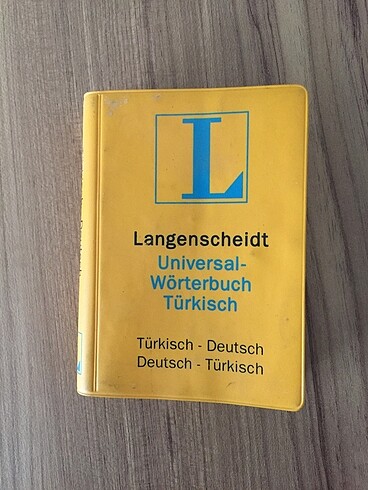 L
Langenscheidt
Universal-
Wörterbuch
Türkisch
Türkisch - Deutsch
Deutsch - Türkisch